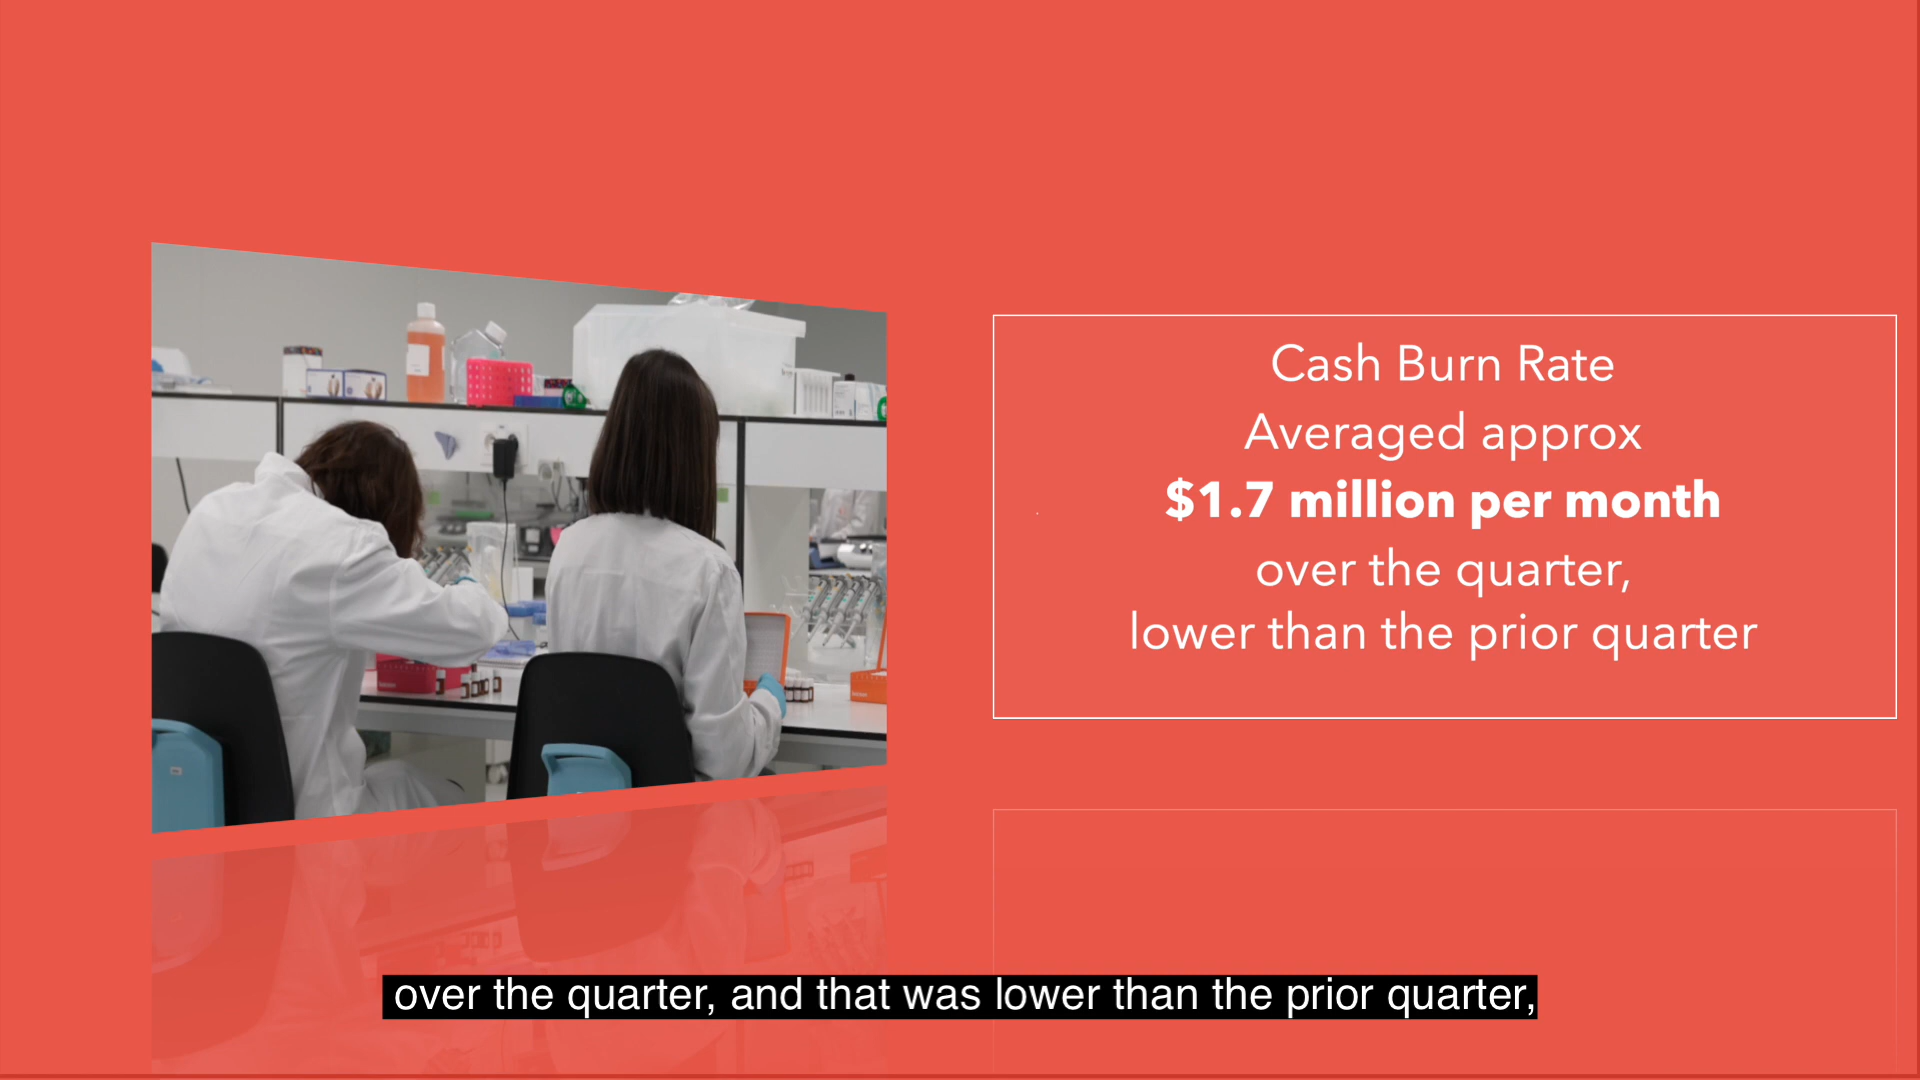 Cash Burn Rate
Averaged approx
$1.7 million per month
over the quarter,
lower than the prior quarter
over the quarter, and that was lower than the prior quarter,